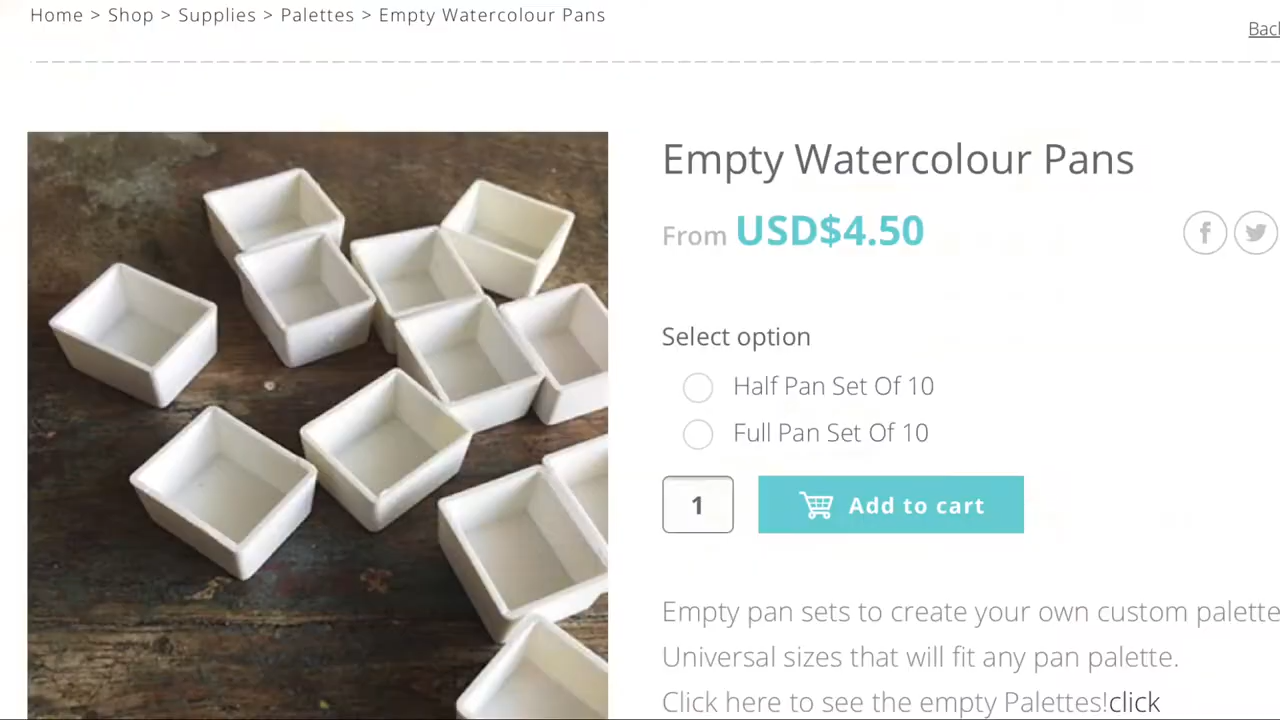 Home > Shop > Supplies > Palettes > Empty Watercolour Pans
Empty Watercolour Pans
From USD$4.50
Select option
Half Pan Set Of 10
Full Pan Set Of 10
1
Add to cart
Empty pan sets to create your own custom palette
Universal sizes that will fit any pan palette.
Click here to see the empty Palettes!click